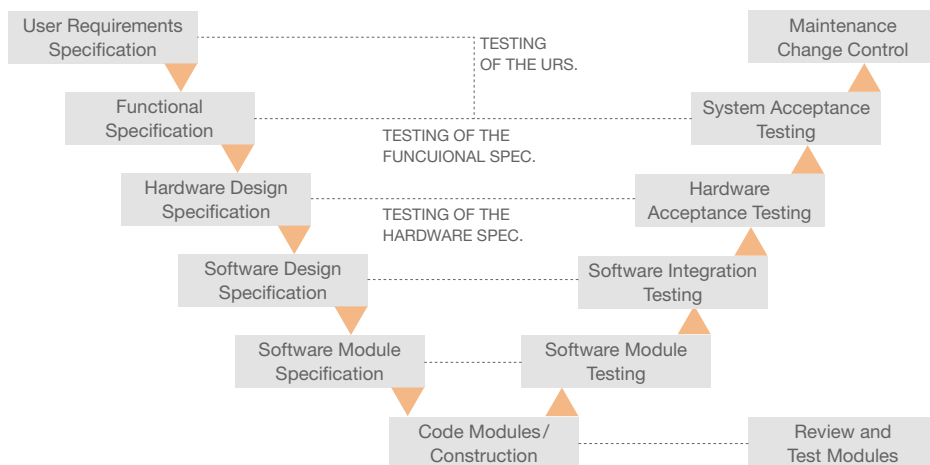 User Requirements
Specification
TESTING
OF THE URS.
Maintenance
Change Control
Functional
Specification
TESTING OF THE
FUNCUIONAL SPEC.
System Acceptance
Testing
Hardware Design
Specification
TESTING OF THE
HARDWARE SPEC.
Hardware
Acceptance Testing
Software Design
Specification
Software Integration
Testing
Software Module
Specification
Software Module
Testing
Code Modules/
Construction
Review and
Test Modules